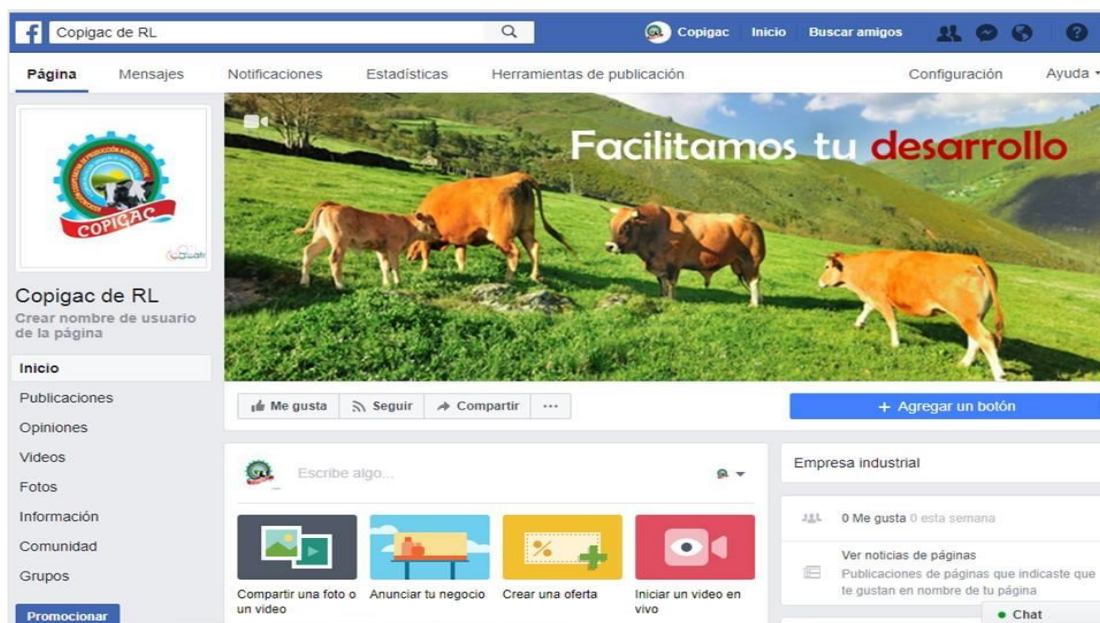 Copigac de RL
Copigac Inicio Buscar amigos
Página Mensajes Notificaciones Estadísticas Herramientas de publicación Configuración Ayuda
Facilitamos tu desarrollo
COPIGAC
Copigac de RL
Crear nombre de usuario
de la página
Inicio
Publicaciones
Opiniones
Videos
Fotos
Información
Comunidad
Grupos
Promocionar
Me gusta Seguir Compartir ...
+ Agregar un botón
Escribe algo...
Compartir una foto o
un video
Anunciar tu negocio
Crear una oferta
Iniciar un video en
vivo
Empresa industrial
0 Me gusta 0 esta semana
Ver noticias de páginas
Publicaciones de páginas que indicaste que
te gustan en nombre de tu página
Chat